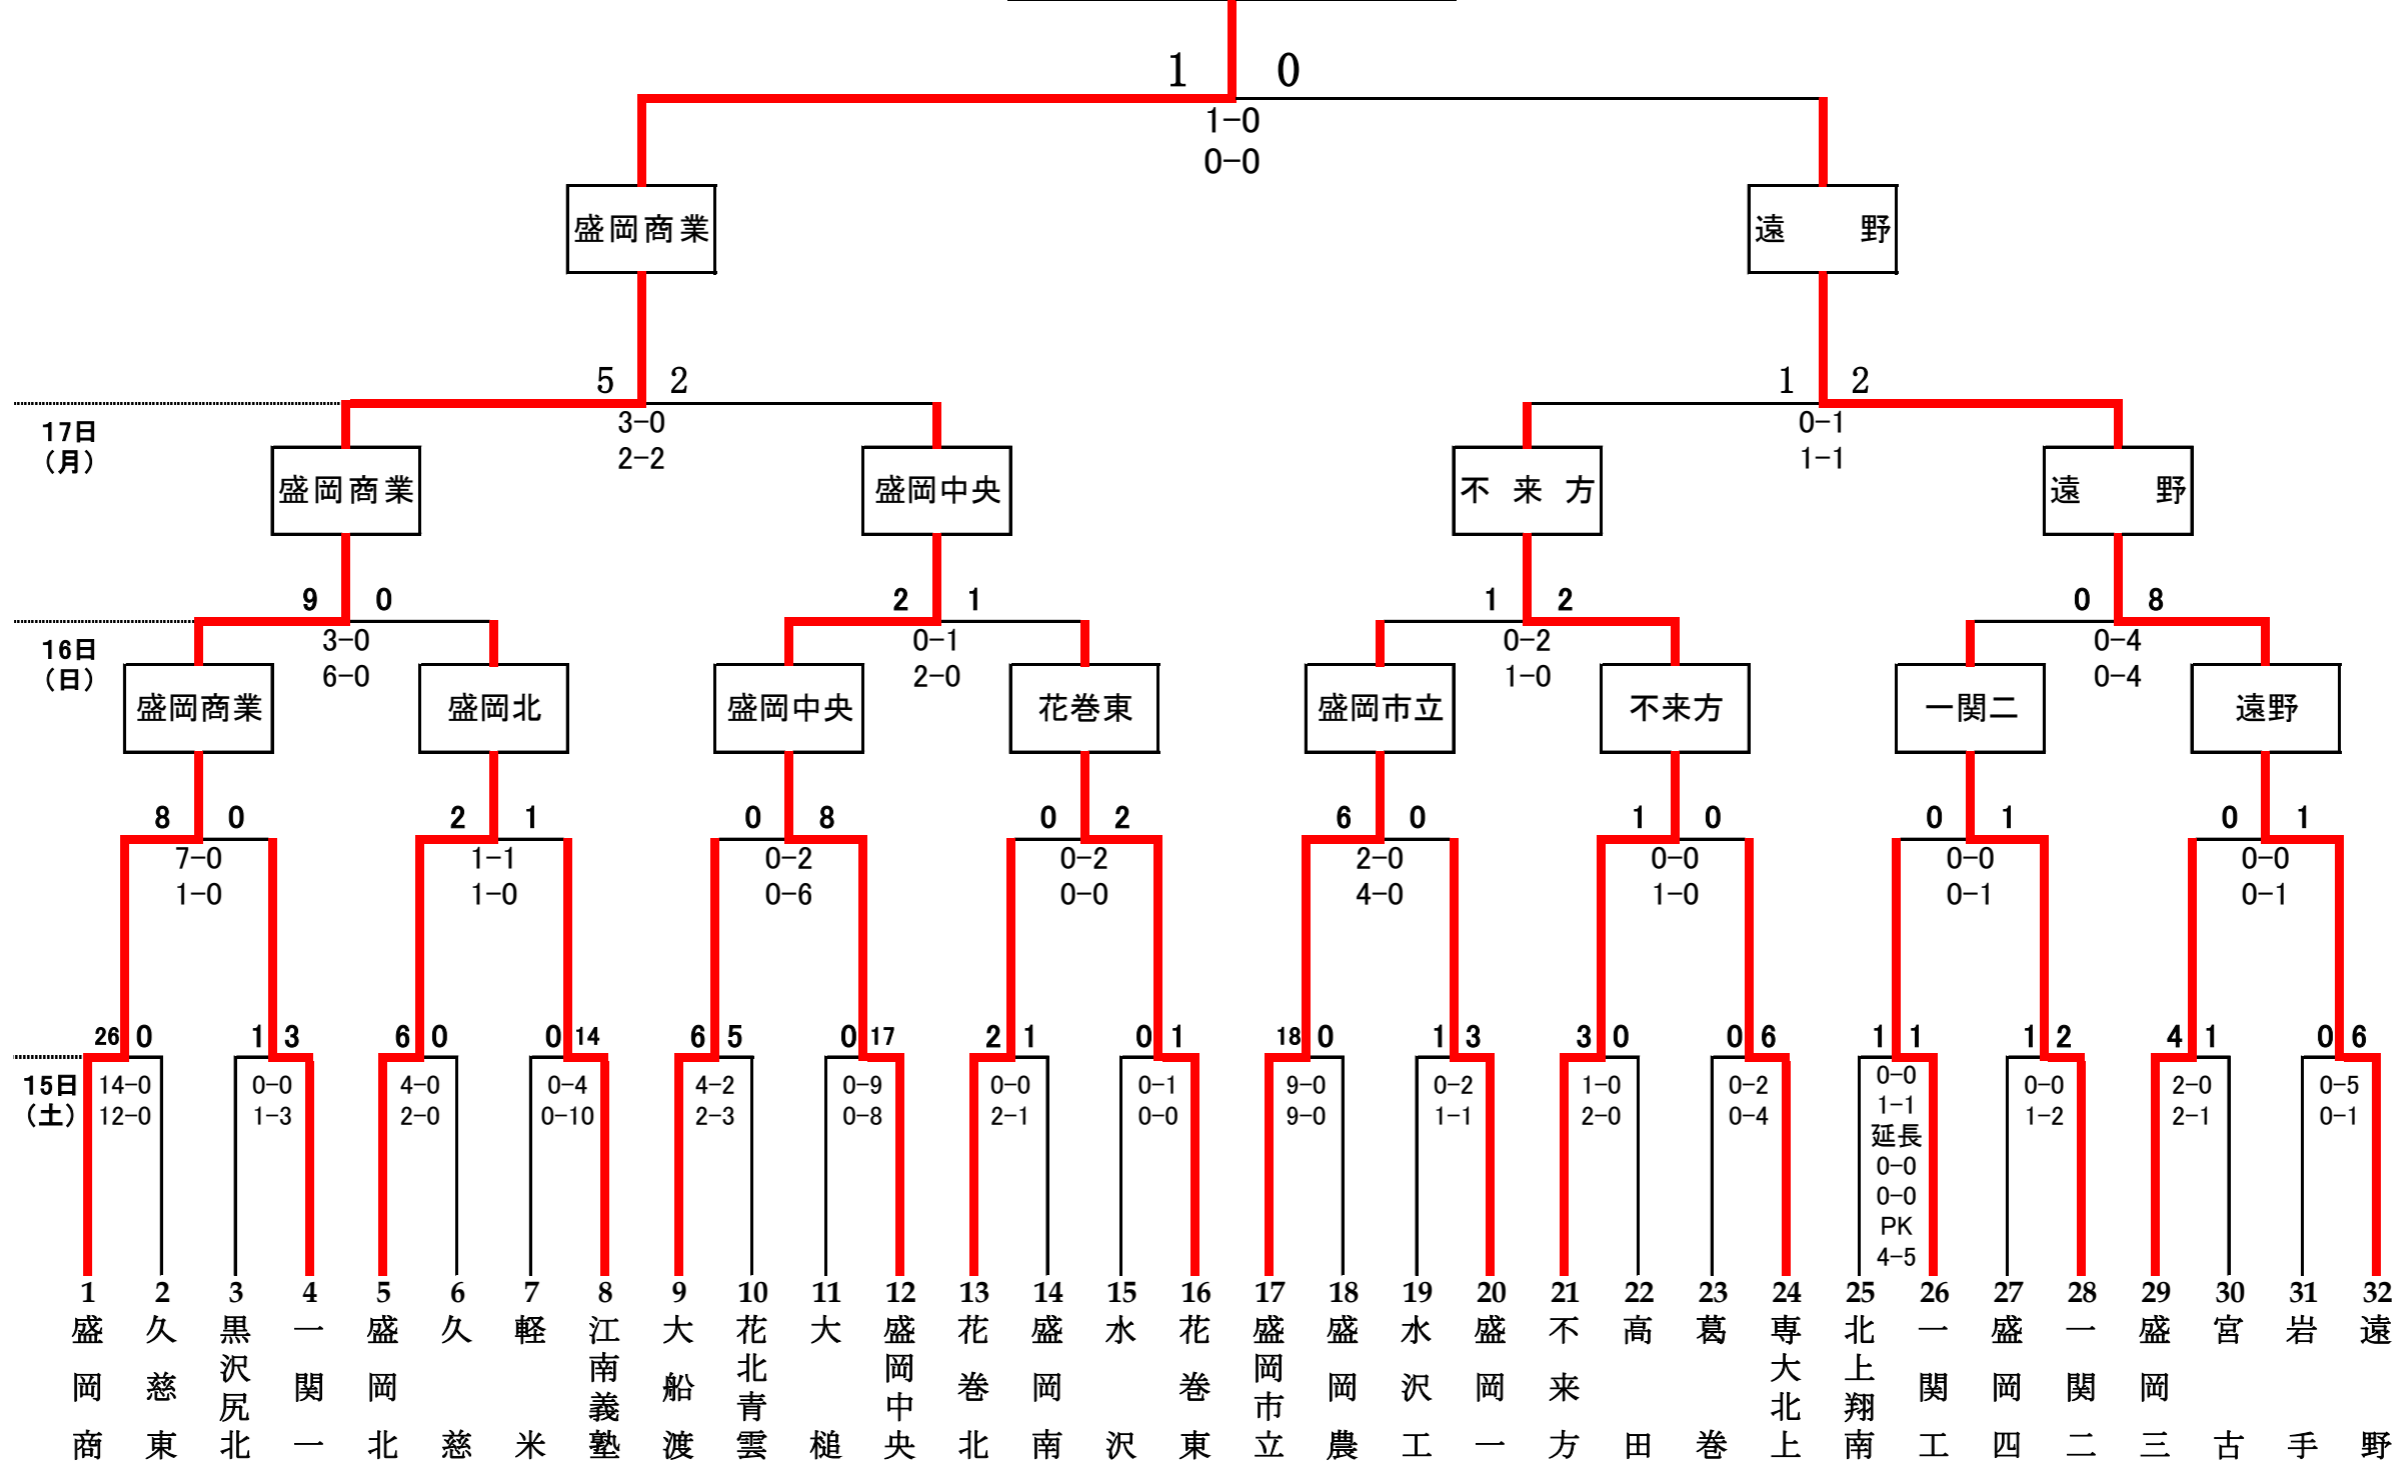 1 0
1-0
0-0
盛岡商業 遠野
5 2 1 2
17日 3-0 0-1
（月） 2-2 1-1
盛岡商業 盛岡中央 不来方 遠野
9 0 2 1 1 2 0 8
16日 3-0 0-1 0-2 0-4
（日） 6-0 2-0 1-0 0-4
盛岡商業 盛岡北 盛岡中央 花巻東 盛岡市立 不来方 一関二 遠野
8 0 2 1 0 8 0 2 6 0 1 0 0 1 0 1
7-0 1-1 0-2 0-2 2-0 0-0 0-0 0-0
1-0 1-0 0-6 0-0 4-0 1-0 0-1 0-1
26 0 1 3 6 0 0 14 6 5 0 17 2 1 0 1 18 0 1 3 3 0 0 6 1 1 1 2 4 1 0 6
15日 14-0 0-0 4-0 0-4 4-2 0-9 0-0 0-1 9-0 0-2 1-0 0-2 0-0 0-0 2-0 0-5
（土） 12-0 1-3 2-0 0-10 2-3 0-8 2-1 0-0 9-0 1-1 2-0 0-4 1-1 1-2 2-1 0-1
延長
0-0
0-0
PK
4-5
1 2 3 4 5 6 7 8 9 10 11 12 13 14 15 16 17 18 19 20 21 22 23 24 25 26 27 28 29 30 31 32
盛岡商
久慈東
黒沢尻北
一関一
盛岡北
久慈
軽米
江南義塾
大船渡
花北青雲
大槌
盛岡中央
花巻北
盛岡南
水沢
花巻東
盛岡市立
盛岡農
水沢工
盛岡一
不来方
高田
葛巻
専大北上
北上翔南
一関工
盛岡四
一関二
盛岡三
宮古
岩手
遠野